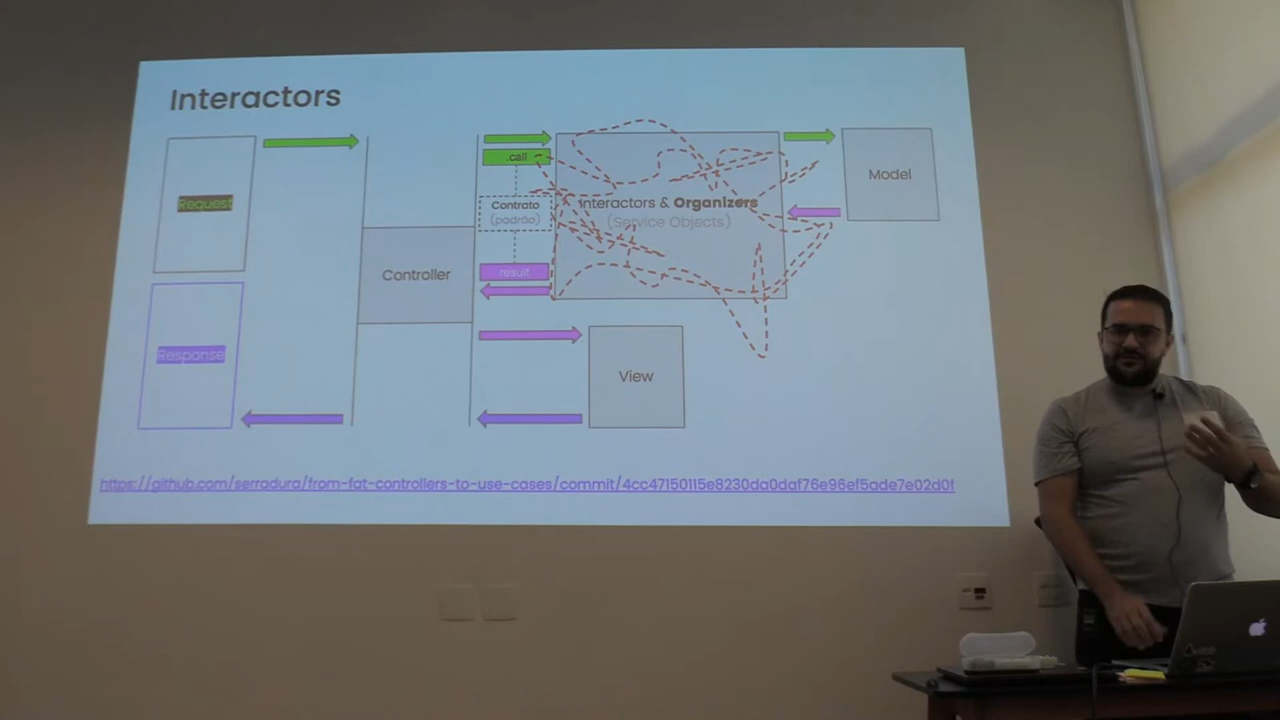 Interactors
Request
.call
Contrato
(padrão)
Interactors & Organizers
(Service Objects)
Model
Controller
result
Response
View
https://github.com/serradura/from-fat-controllers-to-use-cases/commit/4cc47150115e8230da0daf76e96ef5ade7e02d0f